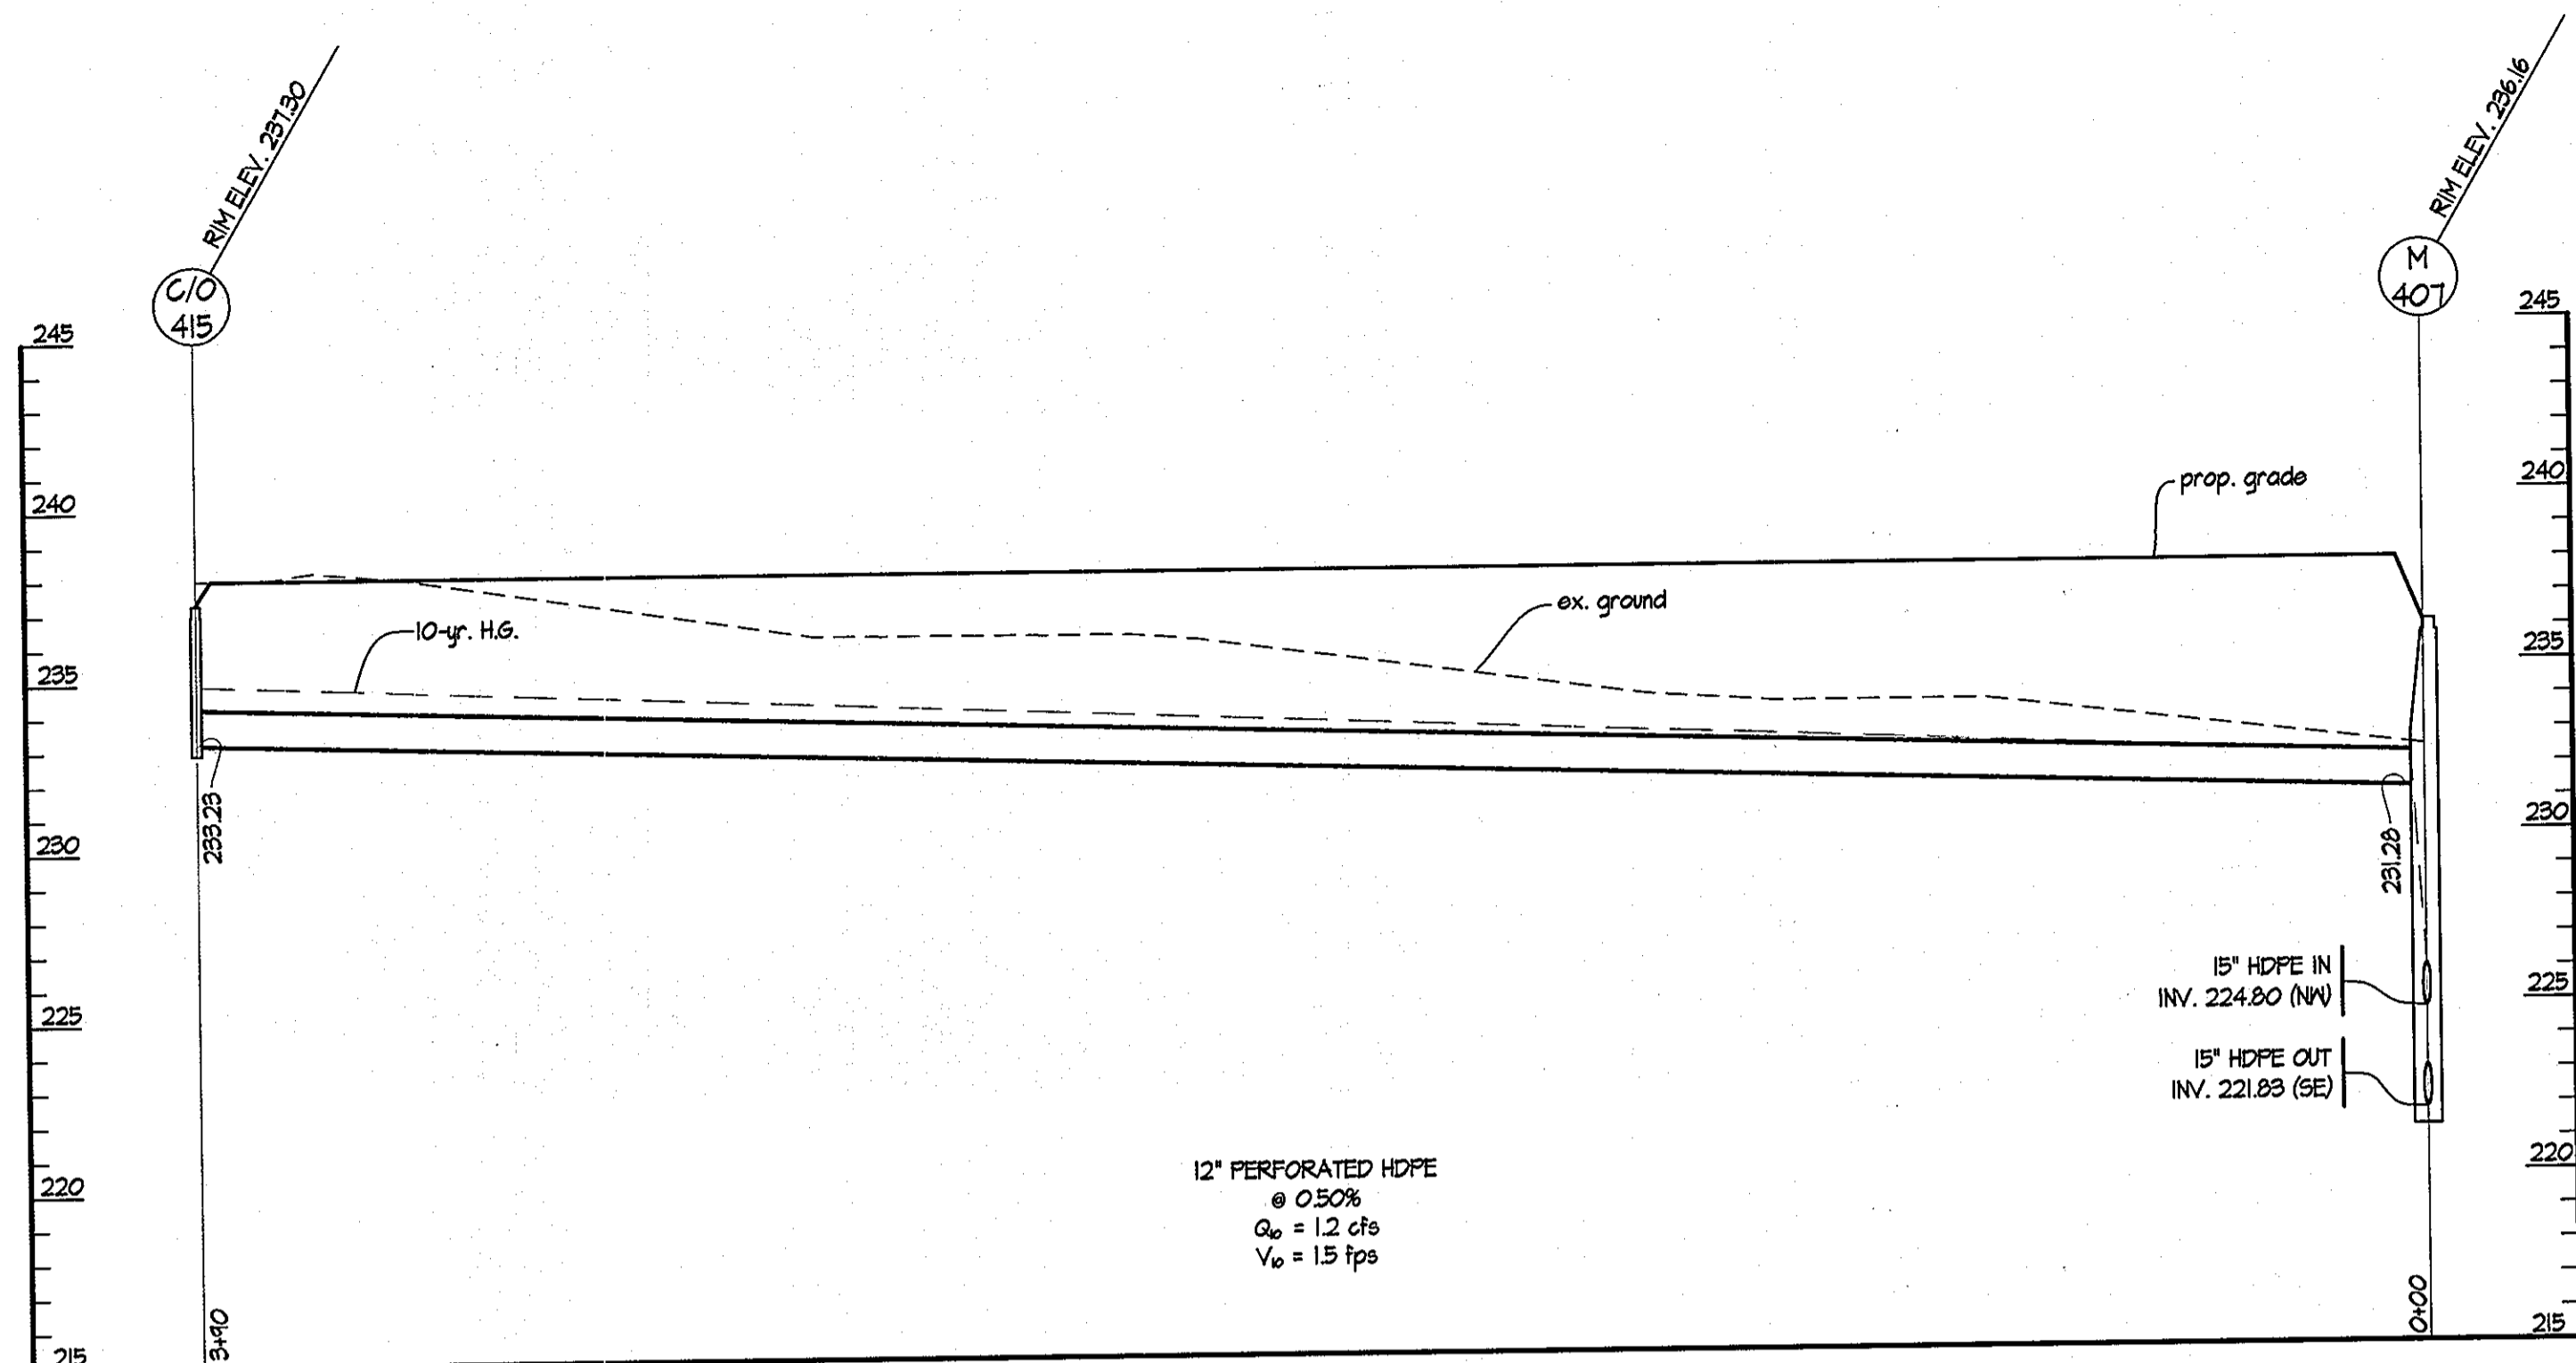 RIM ELEV. 237.30
C/O
415
RIM ELEV. 236.16
M
407
245
240
235
230
225
220
215
245
240
235
230
225
220
215
prop. grade
ex. ground
10-yr. H.G.
233.23
231.28
15" HDPE IN
INV. 224.80 (NW)
15" HDPE OUT
INV. 221.83 (SE)
12" PERFORATED HDPE
@ 0.50%
Q₁₀ = 1.2 cfs
V₁₀ = 1.5 fps
3+90
0+00